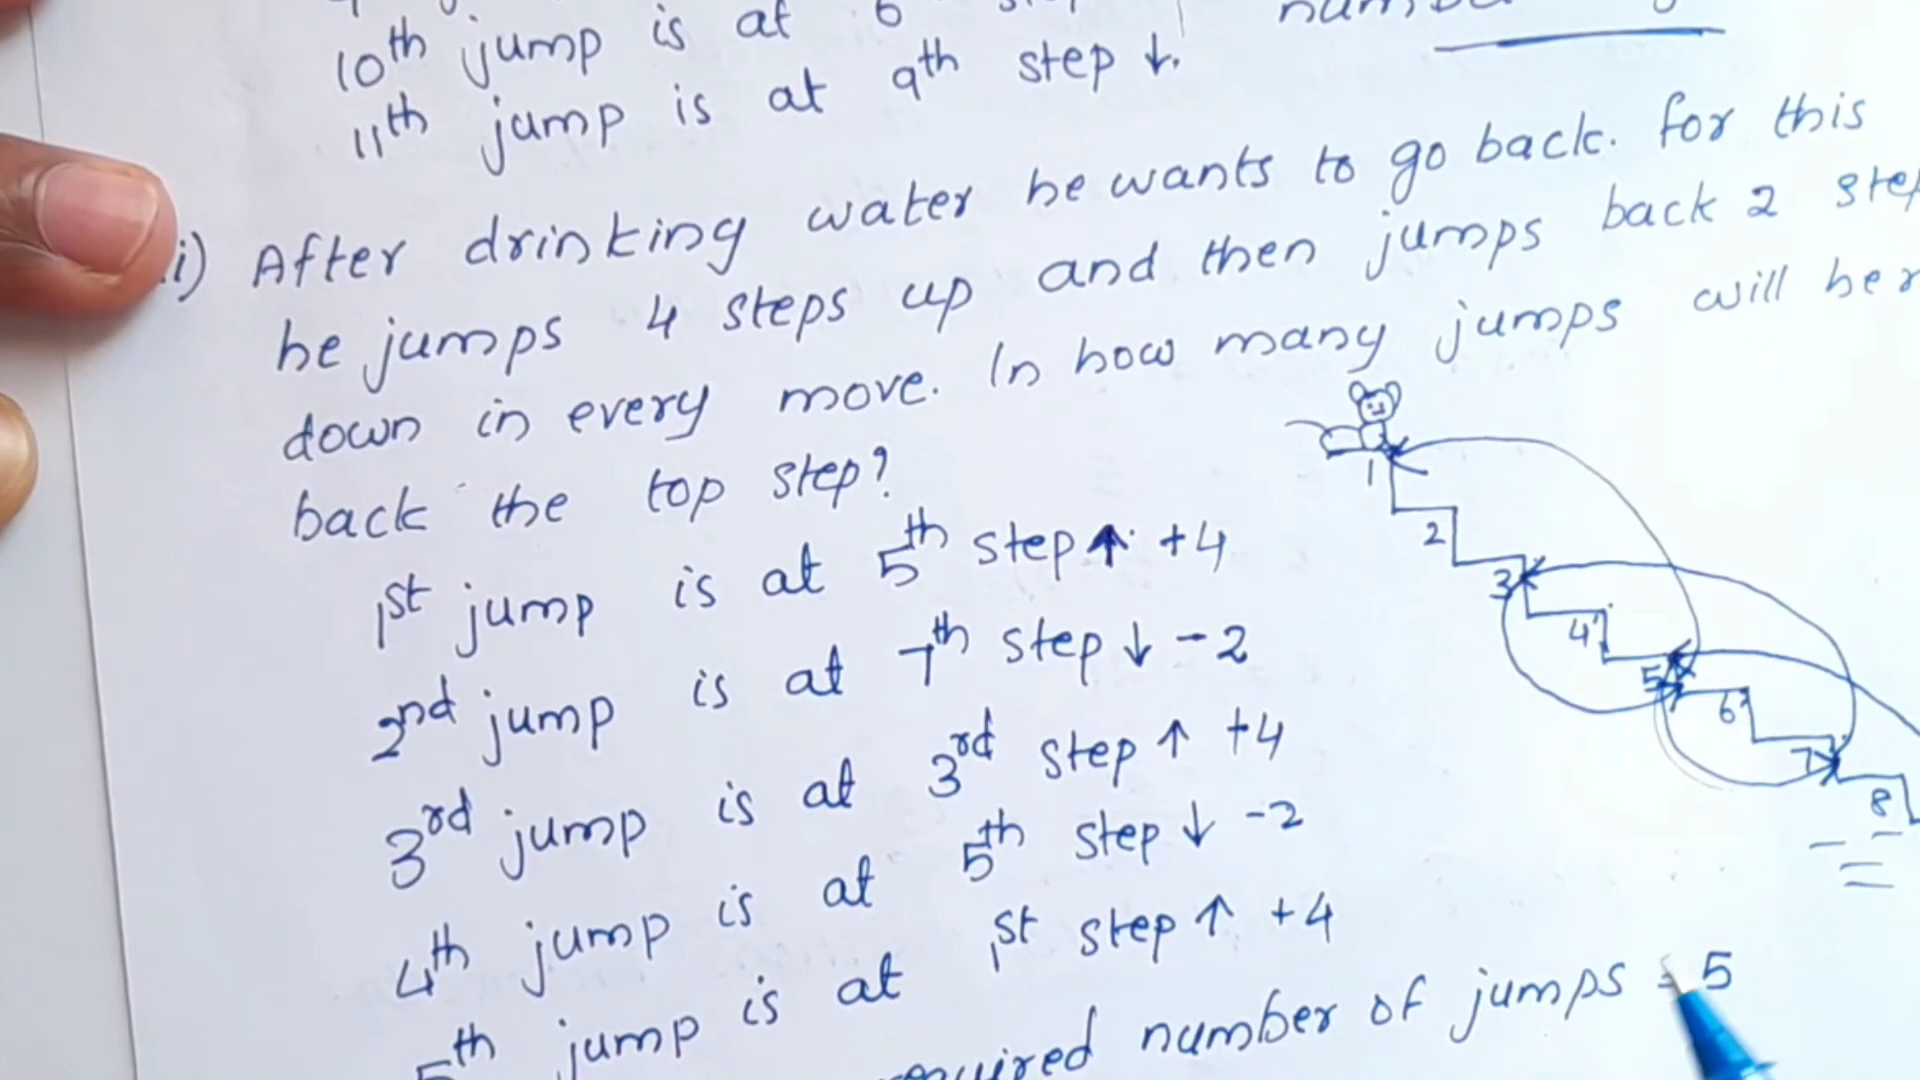 10th jump is at 6
11th jump is at 9th step ↓.
i) After drinking water he wants to go back. For this
he jumps 4 steps up and then jumps back 2
down in every move. In how many jumps will he
back the top step?
1st jump is at 5th step ↑ +4
2nd jump is at 7th step ↓ -2
3rd jump is at 3rd step ↑ +4
4th jump is at 5th step ↓ -2
5th jump is at 1st step ↑ +4
number of jumps = 5
1
2
3
4
5
6
7
8